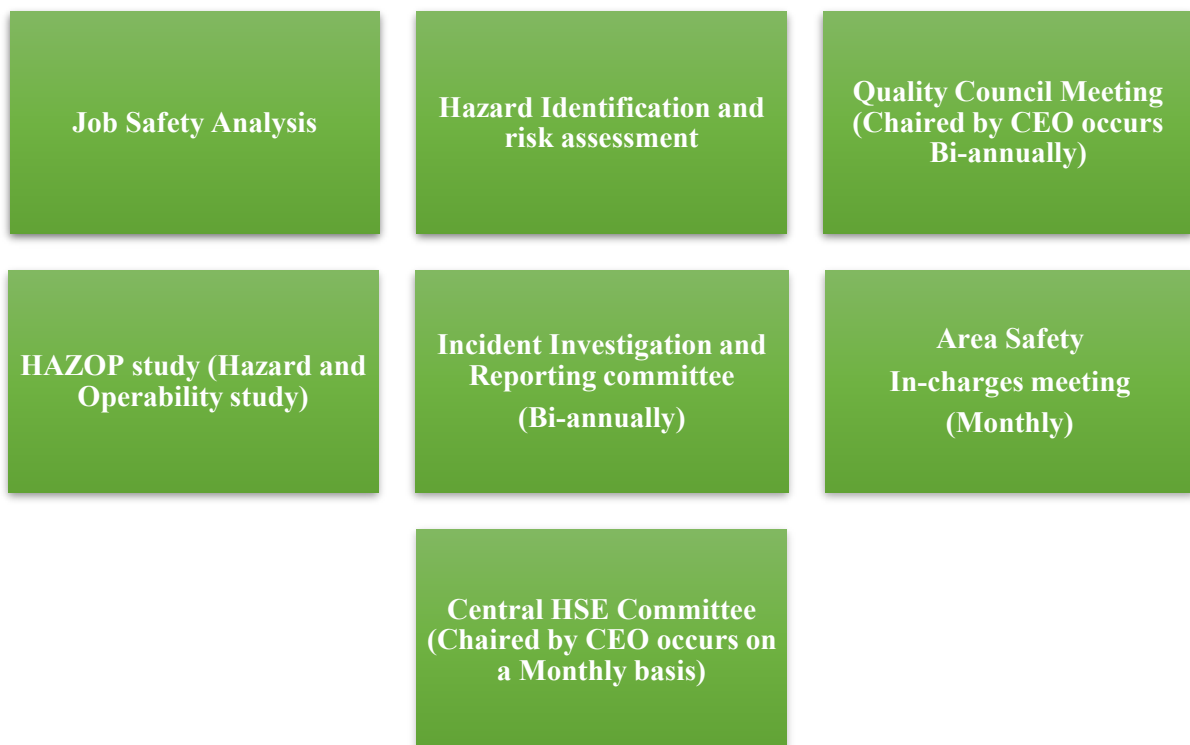 Job Safety Analysis
Hazard Identification and
risk assessment
Quality Council Meeting
(Chaired by CEO occurs
Bi-annually)
HAZOP study (Hazard and
Operability study)
Incident Investigation and
Reporting committee
(Bi-annually)
Area Safety
In-charges meeting
(Monthly)
Central HSE Committee
(Chaired by CEO occurs on
a Monthly basis)